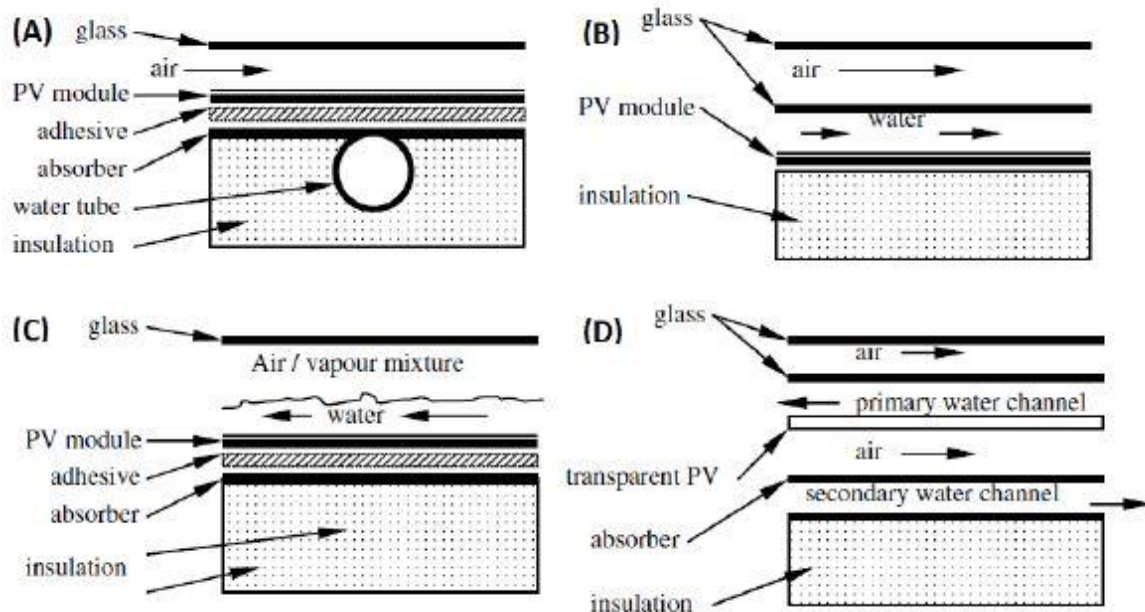 (A)
glass
air
PV module
adhesive
absorber
water tube
insulation
(B)
glass
air
PV module
water
insulation
(C)
glass
Air / vapour mixture
water
PV module
adhesive
absorber
insulation
(D)
glass
air
primary water channel
transparent PV
air
secondary water channel
absorber
insulation